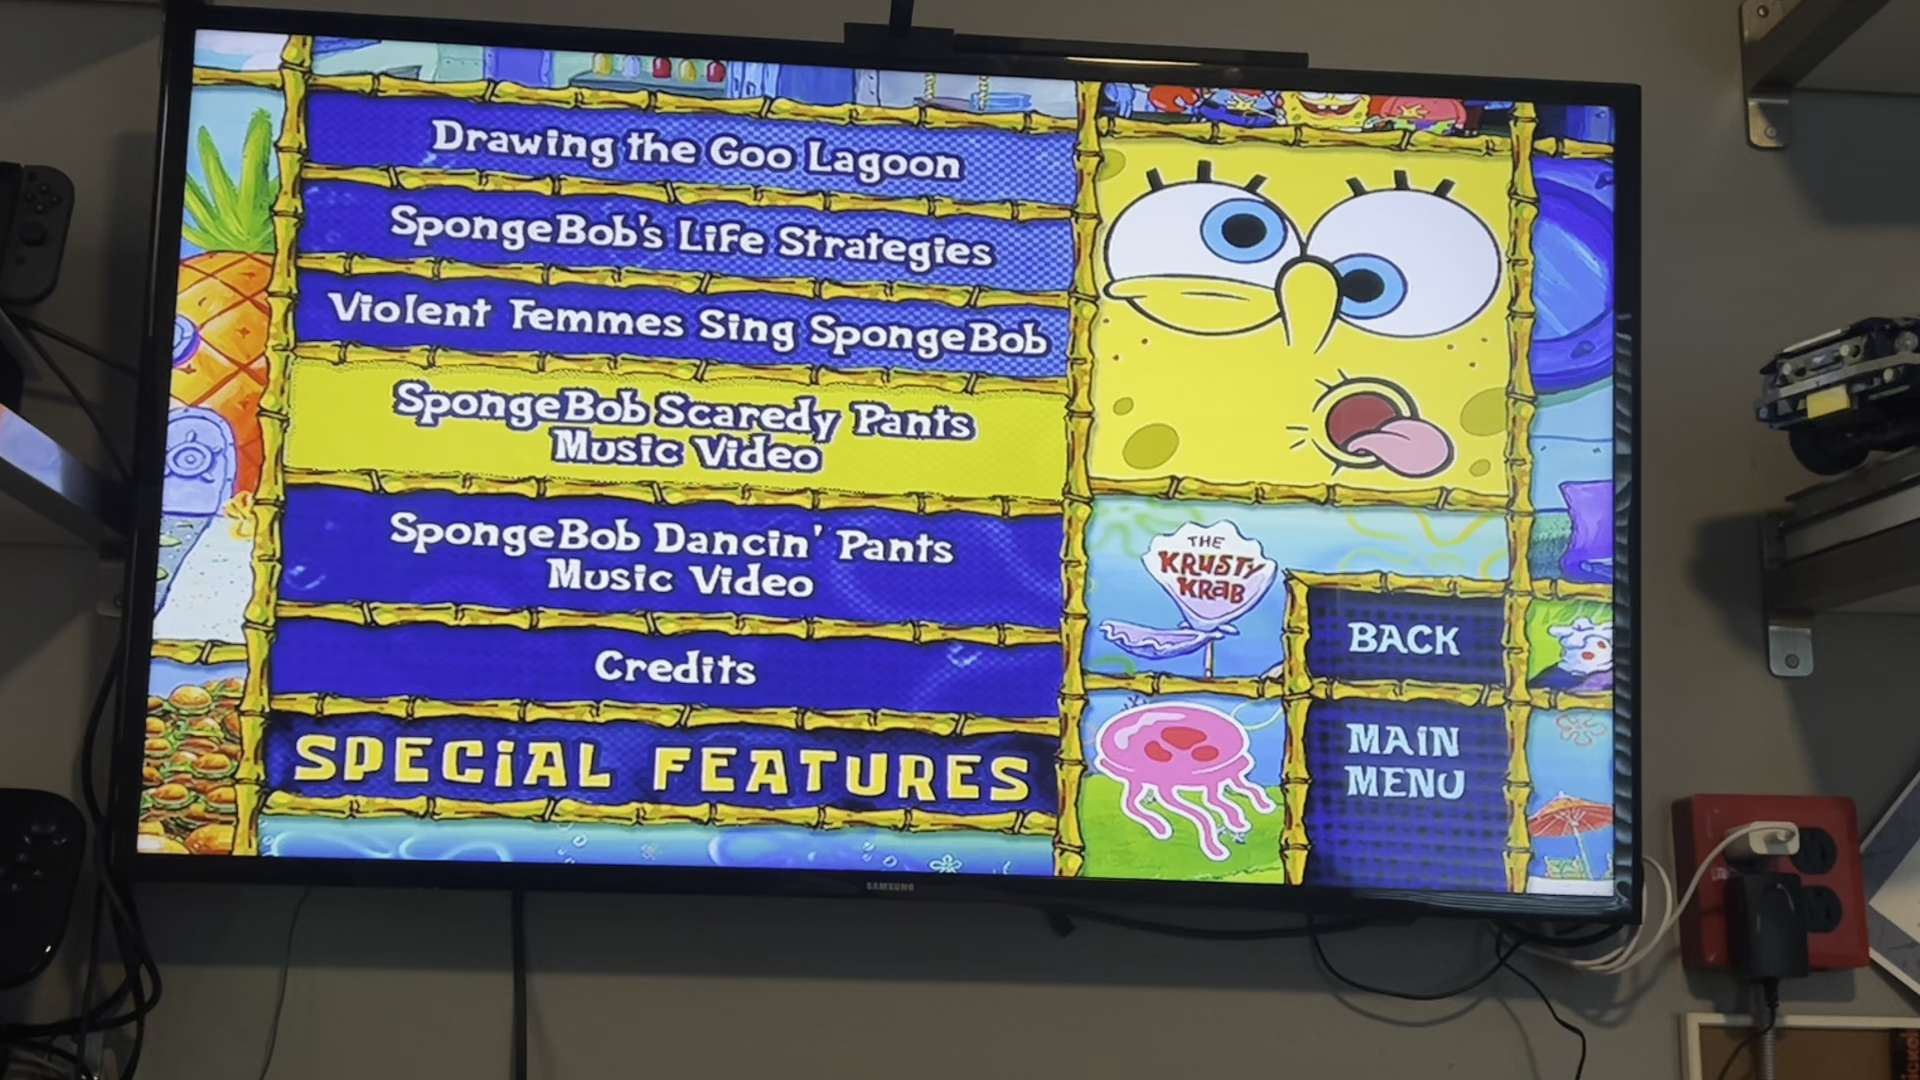 Drawing the Goo Lagoon
SpongeBob's Life Strategies
Violent Femmes Sing SpongeBob
SpongeBob Scaredy Pants
Music Video
SpongeBob Dancin' Pants
Music Video
Credits
SPECiAL FEATURES
THE
KRUSTY
KRAB
BACK
MAiN
MENU
SAMSUNG